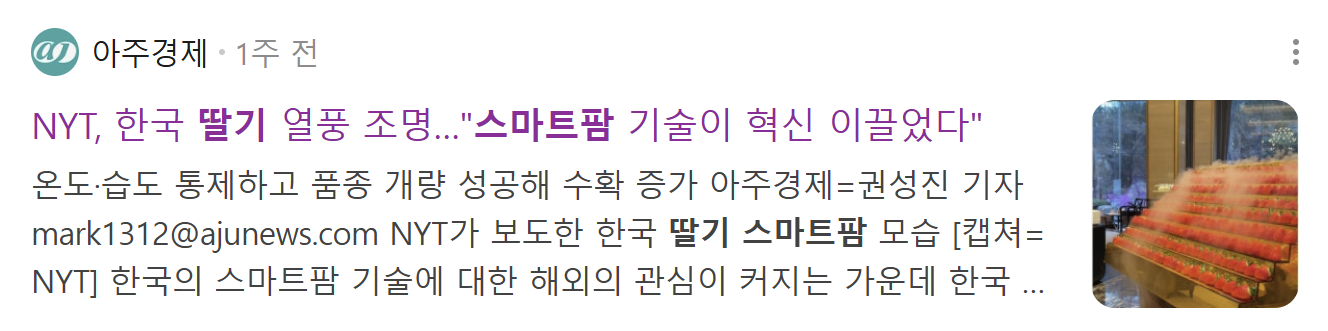 아주경제 · 1주 전
NYT, 한국 딸기 열풍 조명..."스마트팜 기술이 혁신 이끌었다"
온도·습도 통제하고 품종 개량 성공해 수확 증가 아주경제=권성진 기자
mark1312@ajunews.com NYT가 보도한 한국 딸기 스마트팜 모습 [캡쳐=
NYT] 한국의 스마트팜 기술에 대한 해외의 관심이 커지는 가운데 한국 ...